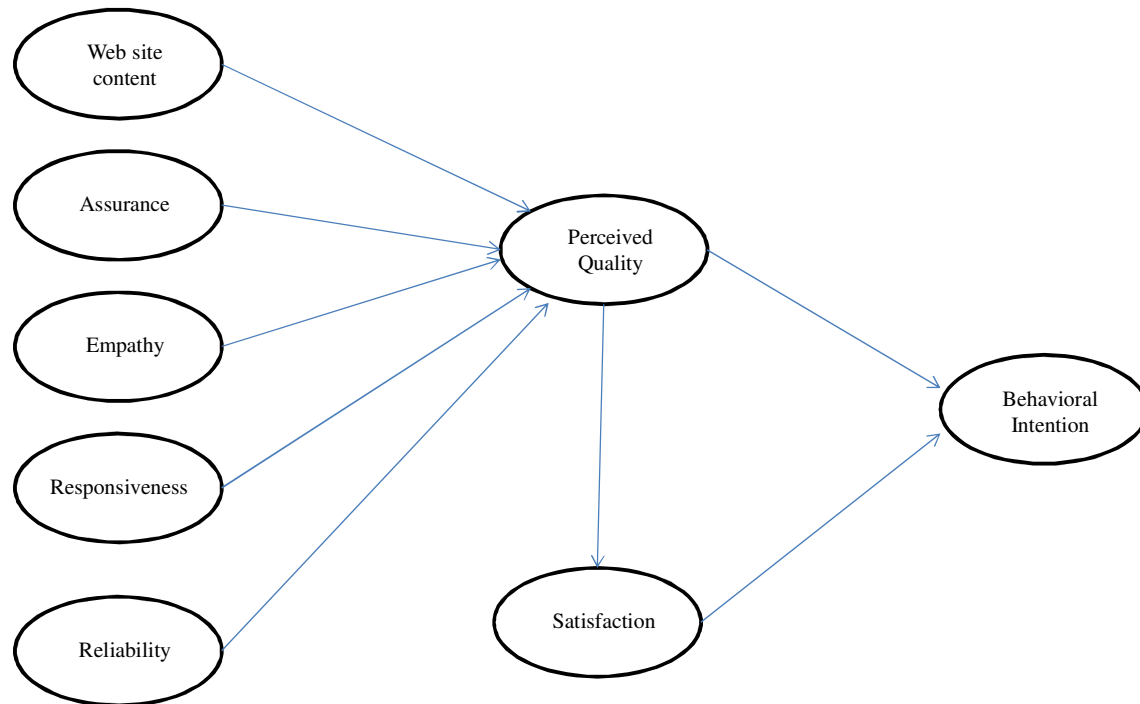 Web site
content
Assurance
Empathy
Responsiveness
Reliability
Perceived
Quality
Satisfaction
Behavioral
Intention